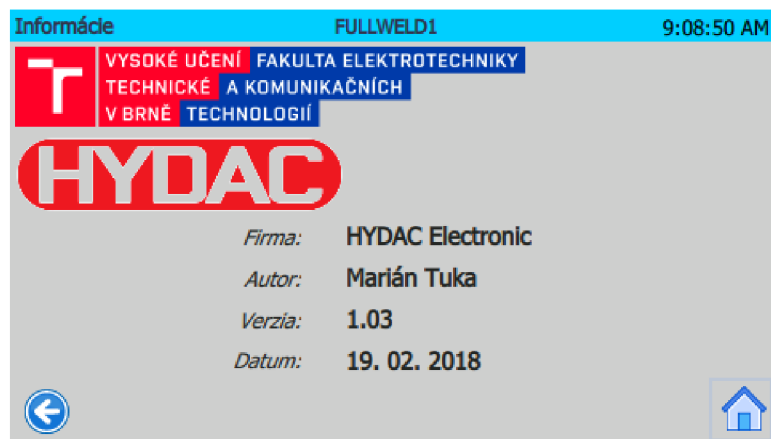 Informácie FULLWELD1 9:08:50 AM
VYSOKÉ UČENÍ FAKULTA ELEKTROTECHNIKY
TECHNICKÉ A KOMUNIKAČNÍCH
V BRNĚ TECHNOLOGIÍ
HYDAC
Firma: HYDAC Electronic
Autor: Marián Tuka
Verzia: 1.03
Datum: 19. 02. 2018